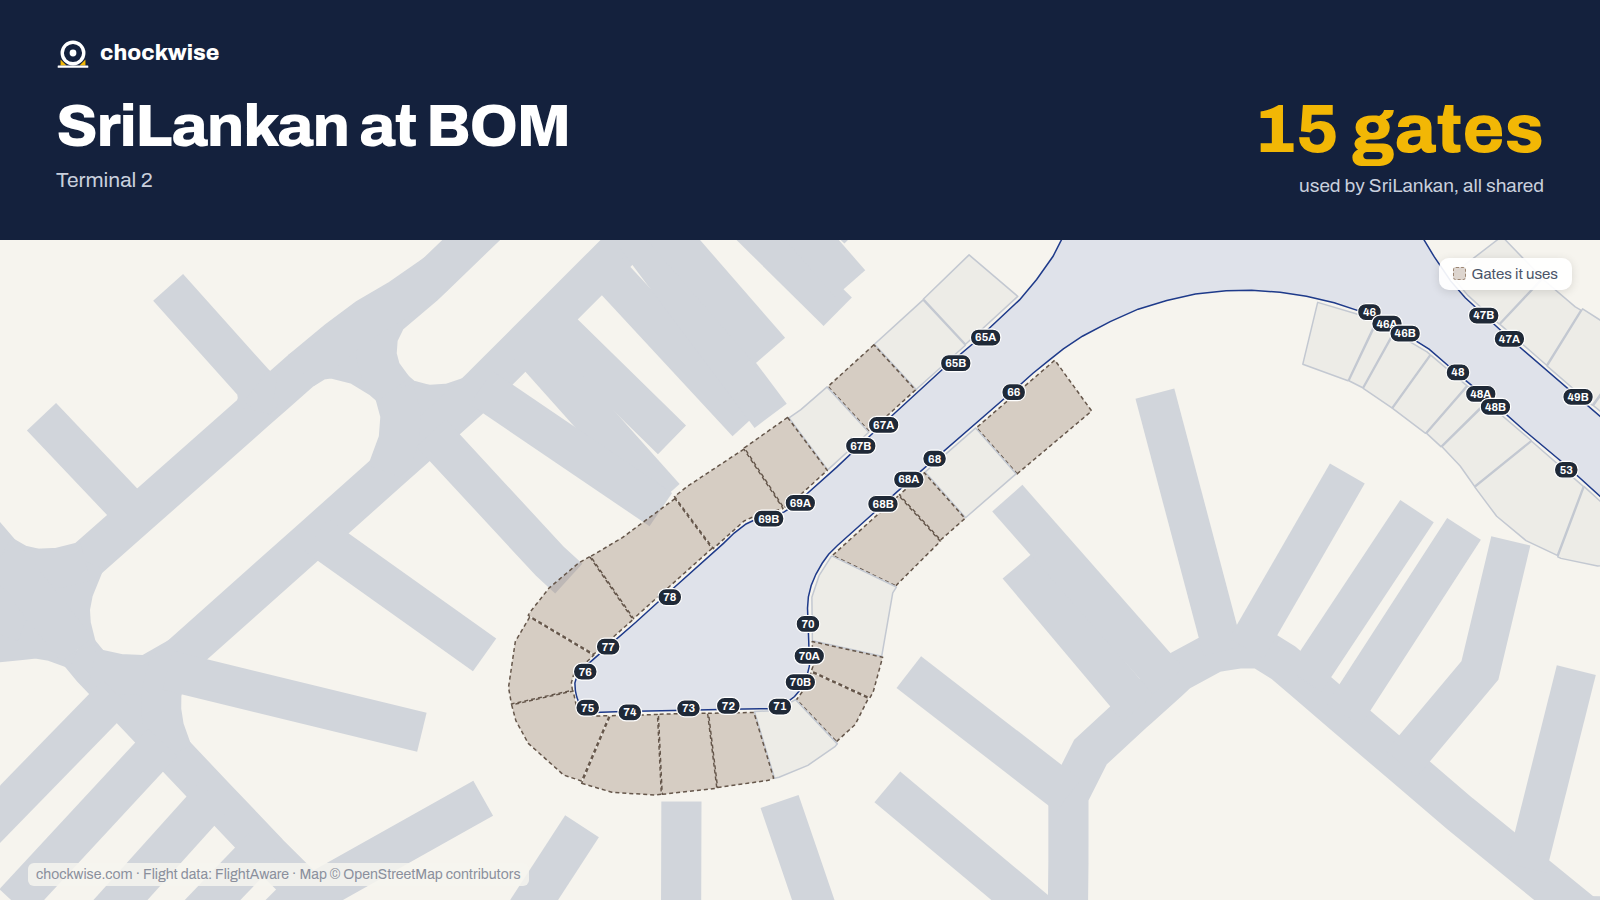 chockwise
SriLankan at BOM
Terminal 2
15 gates
used by SriLankan, all shared
Gates it uses
46
46A
46B
47B
47A
48
48A
48B
49B
53
65A
65B
66
67A
67B
68
68A
68B
69A
69B
78
70
77
70A
76
70B
75
74
73
72
71
chockwise.com · Flight data: FlightAware · Map © OpenStreetMap contributors